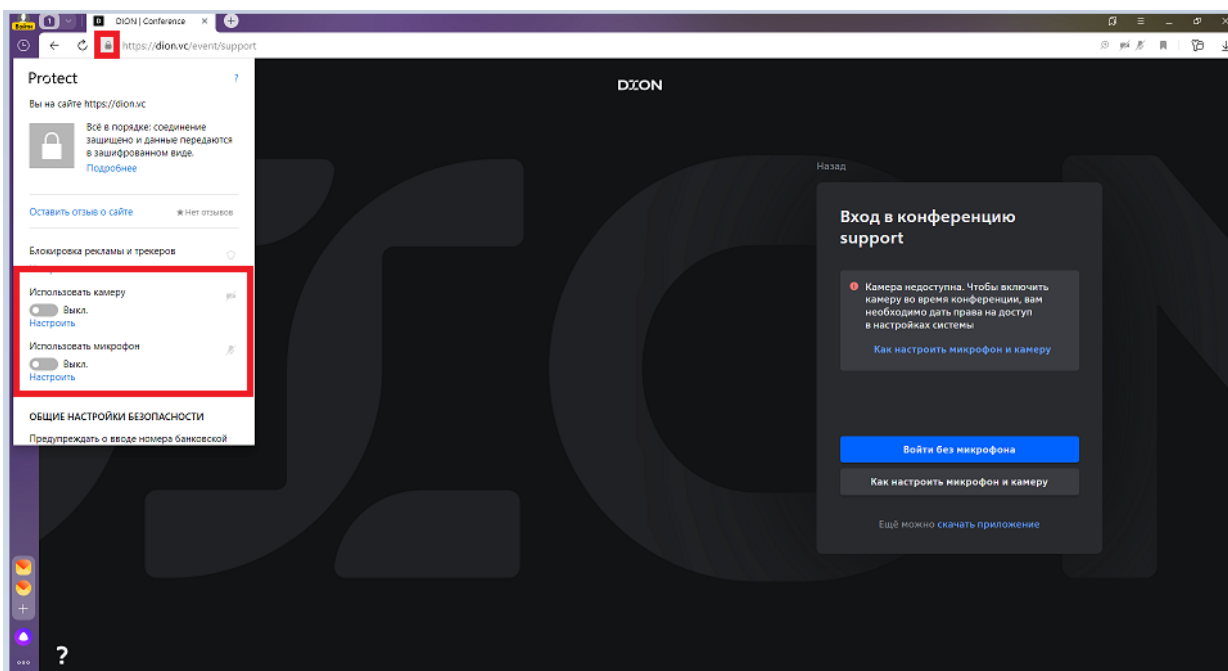 Войти
1
DION | Conference
https://dion.vc/event/support
Protect
?
Вы на сайте https://dion.vc
Всё в порядке: соединение
защищено и данные передаются
в зашифрованном виде.
Подробнее
Оставить отзыв о сайте
Нет отзывов
Блокировка рекламы и трекеров
Использовать камеру
Выкл.
Настроить
Использовать микрофон
Выкл.
Настроить
ОБЩИЕ НАСТРОЙКИ БЕЗОПАСНОСТИ
Предупреждать о вводе номера банковской
DION
Назад
Вход в конференцию
support
Камера недоступна. Чтобы включить
камеру во время конференции, вам
необходимо дать права на доступ
в настройках системы
Как настроить микрофон и камеру
Войти без микрофона
Как настроить микрофон и камеру
Ещё можно скачать приложение
?